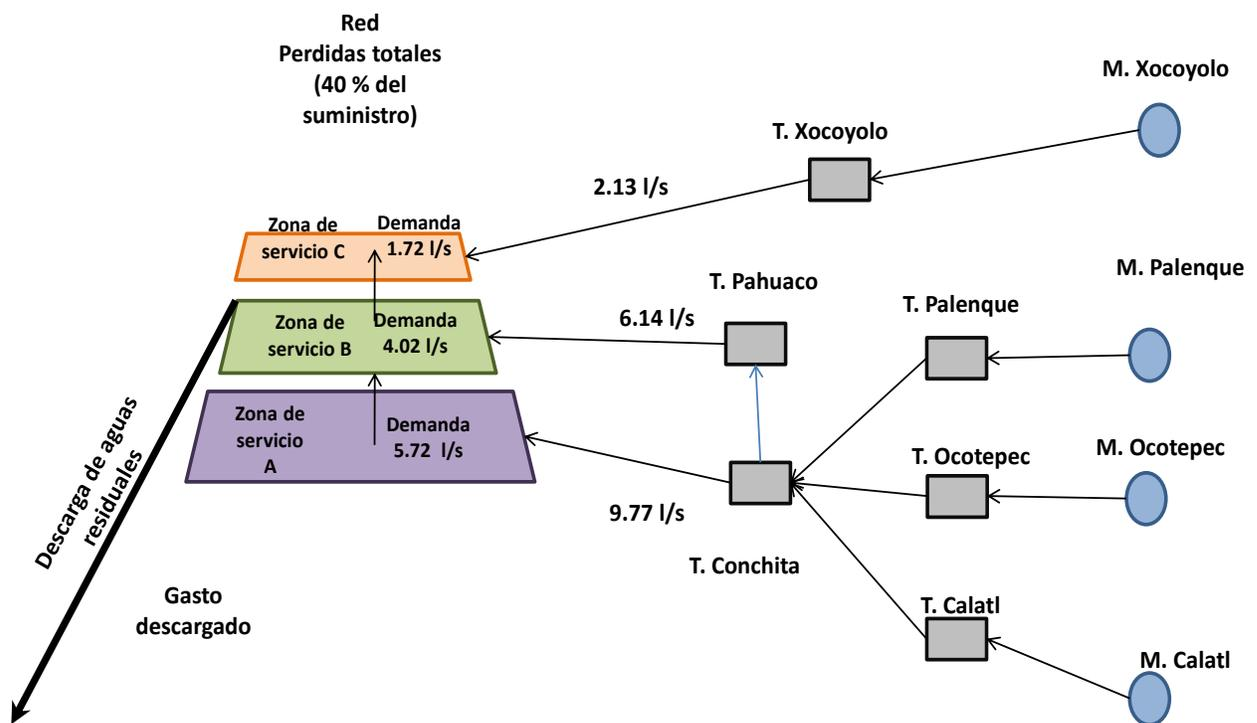 Red
Perdidas totales
(40 % del
suministro)
M. Xocoyolo
T. Xocoyolo
2.13 l/s
Zona de
servicio C
Demanda
1.72 l/s
M. Palenque
T. Pahuaco
T. Palenque
6.14 l/s
Zona de
servicio B
Demanda
4.02 l/s
Zona de
servicio
A
Demanda
5.72 l/s
M. Ocotepec
T. Ocotepec
9.77 l/s
T. Conchita
Descarga de aguas
residuales
Gasto
descargado
T. Calatl
M. Calatl